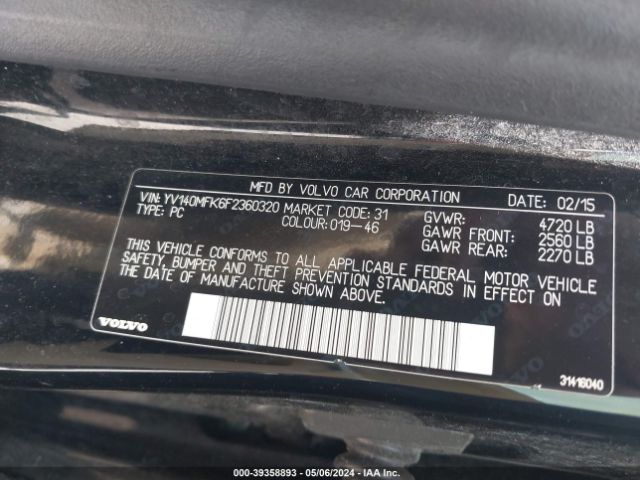 MFD BY VOLVO CAR CORPORATION 02/15
VIN: YV140MFK6F2360320 MARKET CODE: 31 GVWR: 4720 LB
TYPE: PC COLOUR: 019-46 GAWR FRONT: 2560 LB
GAWR REAR: 2270 LB
THIS VEHICLE CONFORMS TO ALL APPLICABLE FEDERAL MOTOR VEHICLE
SAFETY, BUMPER AND THEFT PREVENTION STANDARDS IN EFFECT ON
THE DATE OF MANUFACTURE SHOWN ABOVE.
VOLVO
31416040
000-39358893 - 05/06/2024 - IAA Inc.